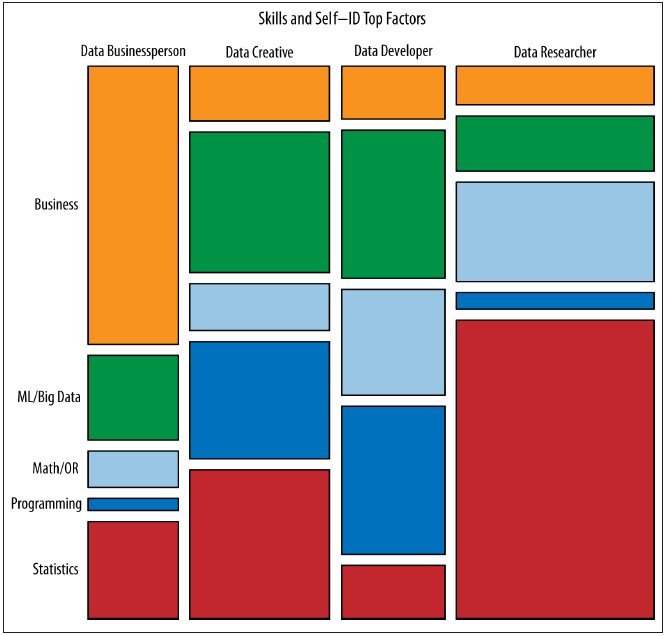 Skills and Self–ID Top Factors
Data Businessperson
Data Creative
Data Developer
Data Researcher
Business
ML/Big Data
Math/OR
Programming
Statistics